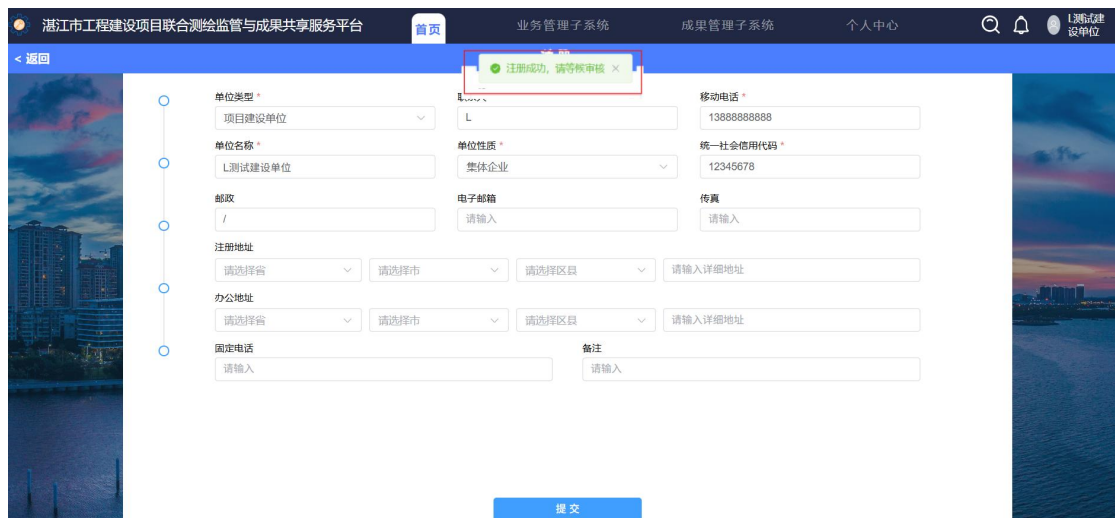 湛江市工程建设项目联合测绘监管与成果共享服务平台 首页 业务管理子系统 成果管理子系统 个人中心 L测试建设单位
< 返回
注册成功，请等候审核 ×
单位类型 * 移动电话 *
项目建设单位 L 13888888888
单位名称 * 单位性质 * 统一社会信用代码 *
L测试建设单位 集体企业 12345678
邮政 电子邮箱 传真
/ 请输入 请输入
注册地址
请选择省 请选择市 请选择区县 请输入详细地址
办公地址
请选择省 请选择市 请选择区县 请输入详细地址
固定电话 备注
请输入 请输入
提交